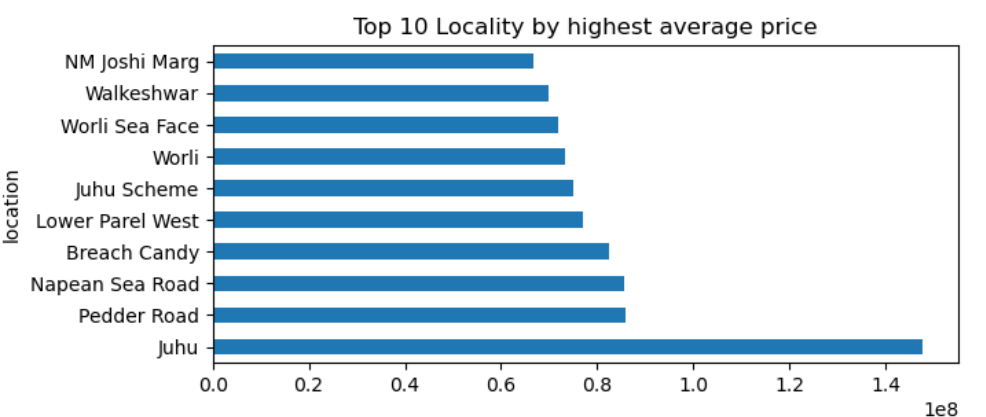 Top 10 Locality by highest average price
location
NM Joshi Marg
Walkeshwar
Worli Sea Face
Worli
Juhu Scheme
Lower Parel West
Breach Candy
Napean Sea Road
Pedder Road
Juhu
0.0 0.2 0.4 0.6 0.8 1.0 1.2 1.4
1e8